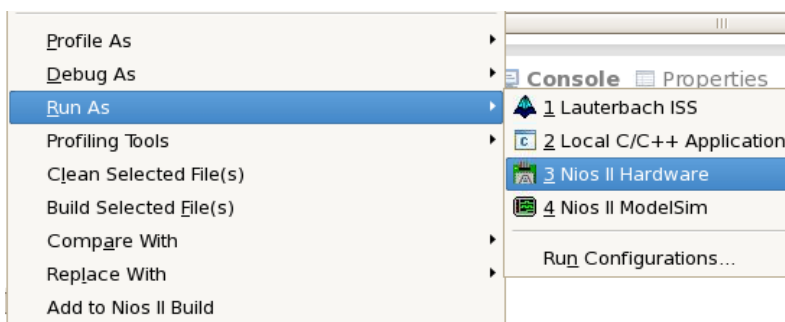 Profile As
Debug As
Run As
Profiling Tools
Clean Selected File(s)
Build Selected File(s)
Compare With
Replace With
Add to Nios II Build
Console Properties
1 Lauterbach ISS
2 Local C/C++ Application
3 Nios II Hardware
4 Nios II ModelSim
Run Configurations...